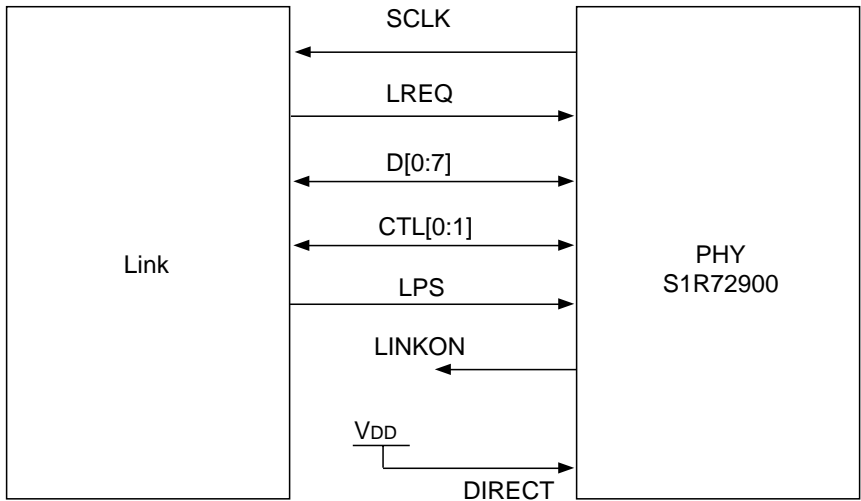 SCLK
LREQ
D[0:7]
CTL[0:1]
Link
PHY
S1R72900
LPS
LINKON
VDD
DIRECT